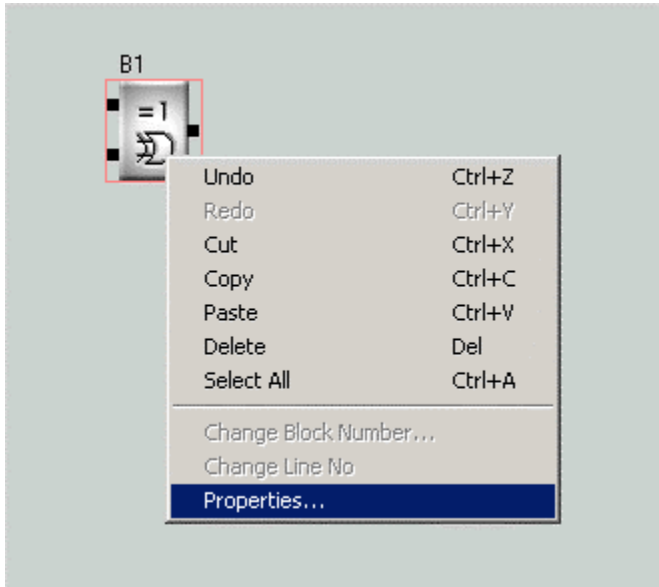 B1
=1
Undo Ctrl+Z
Redo Ctrl+Y
Cut Ctrl+X
Copy Ctrl+C
Paste Ctrl+V
Delete Del
Select All Ctrl+A
Change Block Number...
Change Line No
Properties...